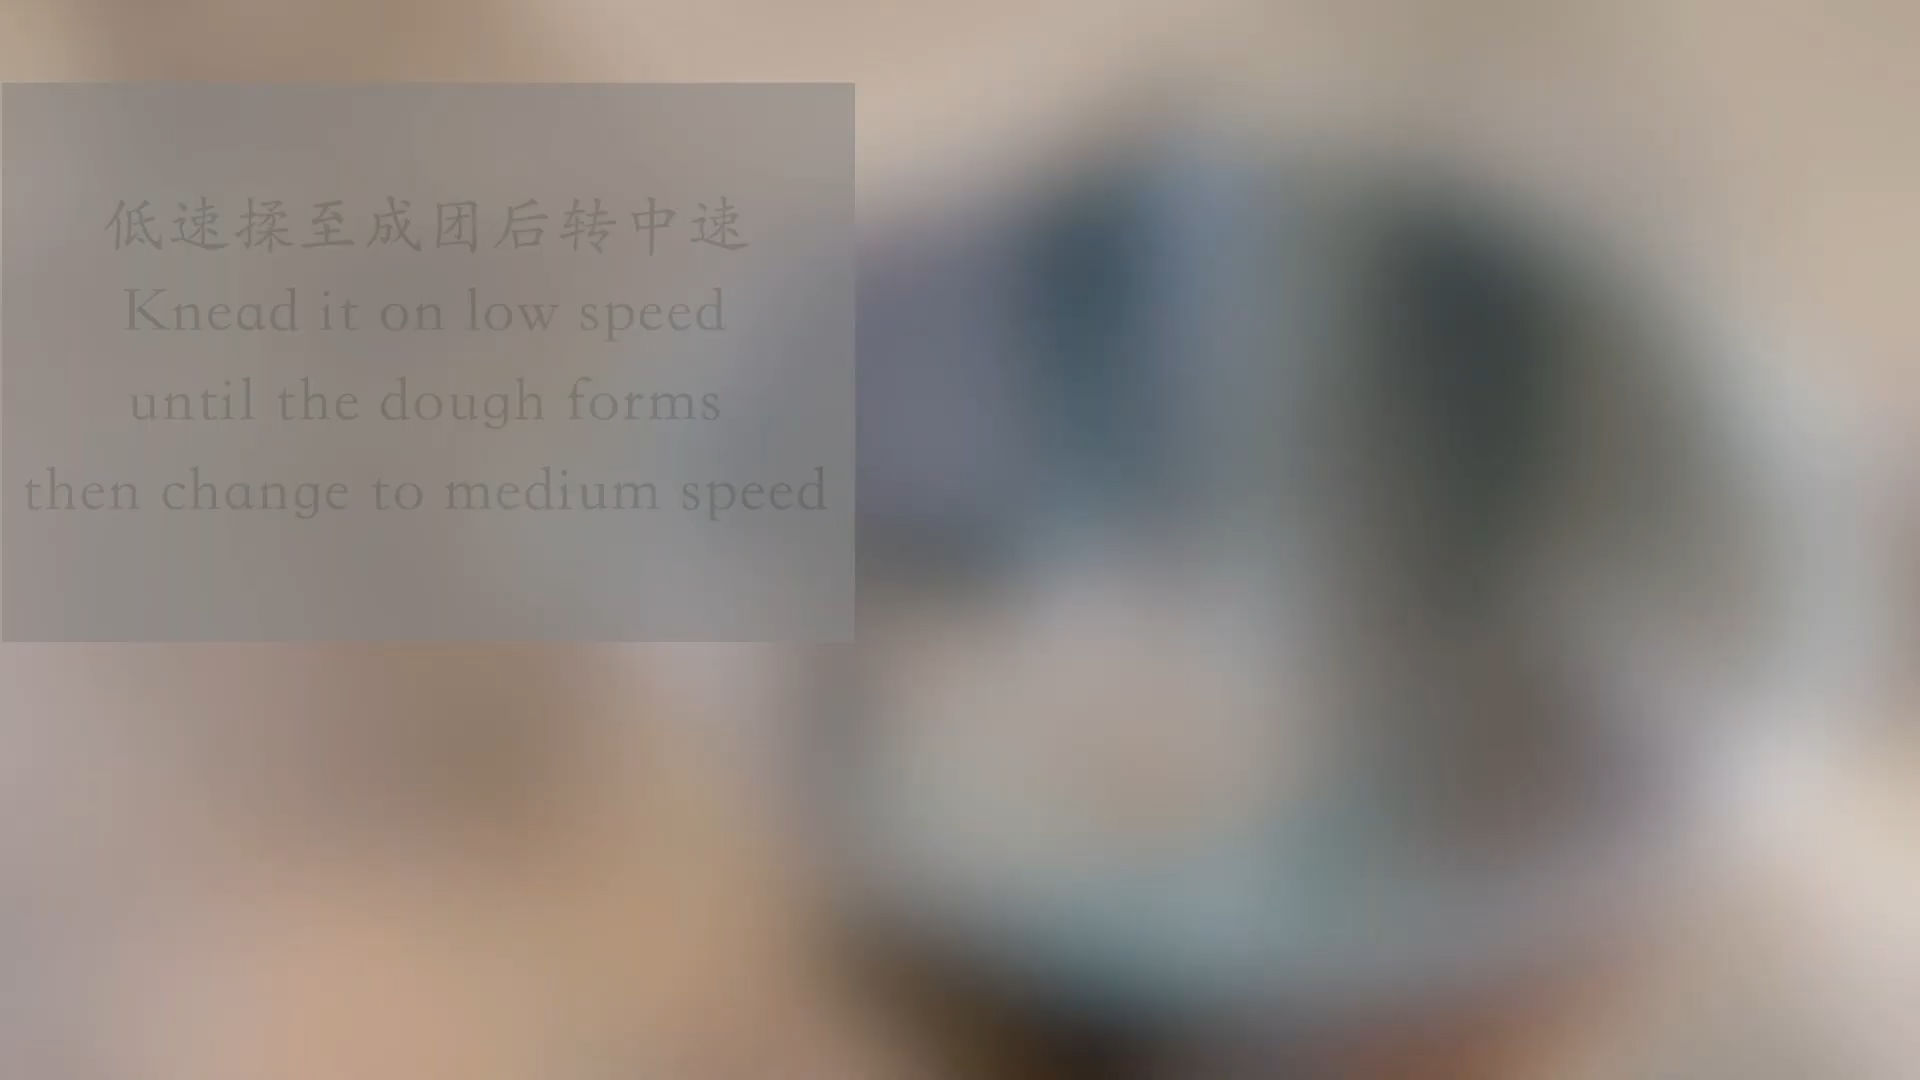 低速揉至成团后转中速
Knead it on low speed
until the dough forms
then change to medium speed